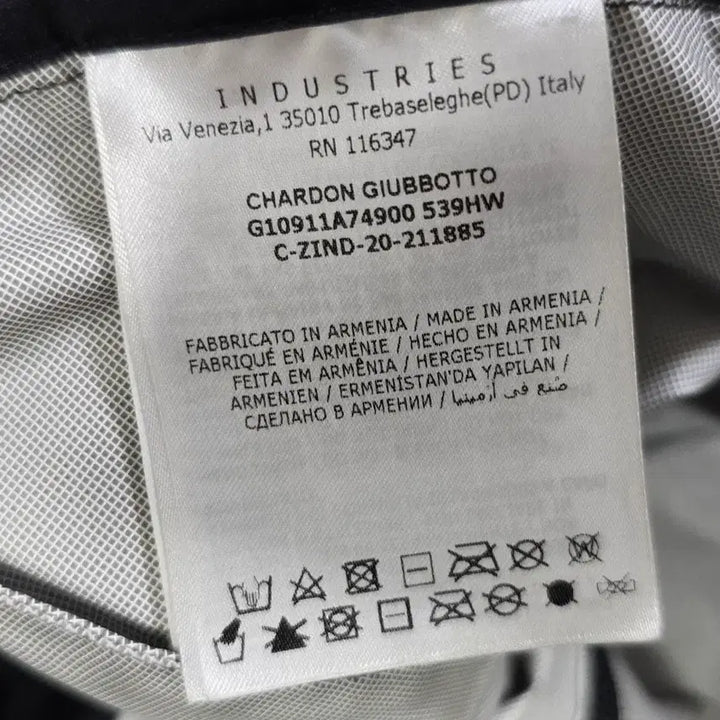 INDUSTRIES
Via Venezia,1 35010 Trebaseleghe(PD) Italy
RN 116347
CHARDON GIUBBOTTO
G10911A74900 539HW
C-ZIND-20-211885
FABBRICATO IN ARMENIA / MADE IN ARMENIA /
FABRIQUÉ EN ARMÉNIE / HECHO EN ARMENIA /
FEITA EM ARMÊNIA / HERGESTELLT IN
ARMENIEN / ERMENİSTAN'DA YAPILAN /
СДЕЛАНО В АРМЕНИИ / صنع في ارمينيا